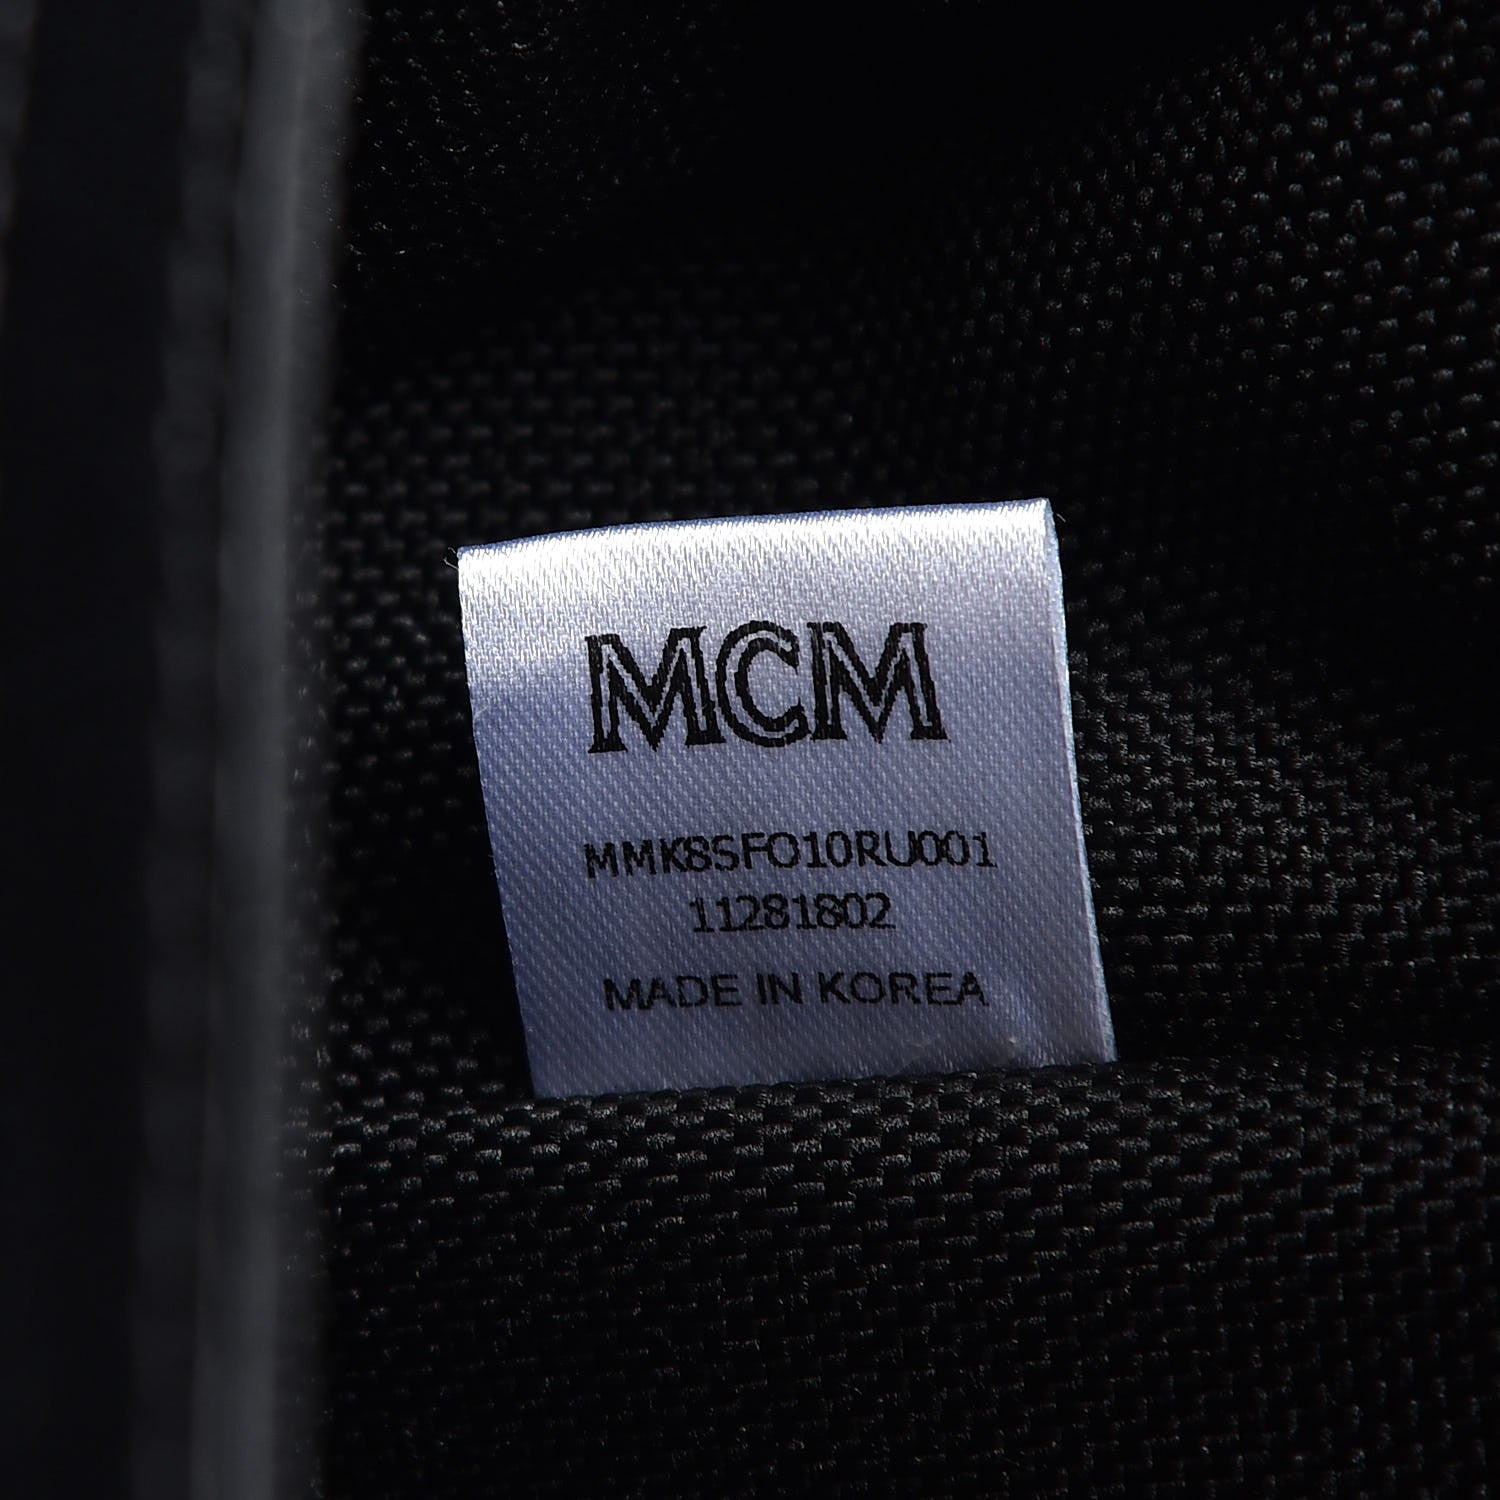 MCM
MMK8SFO10RU001
11281802
MADE IN KOREA